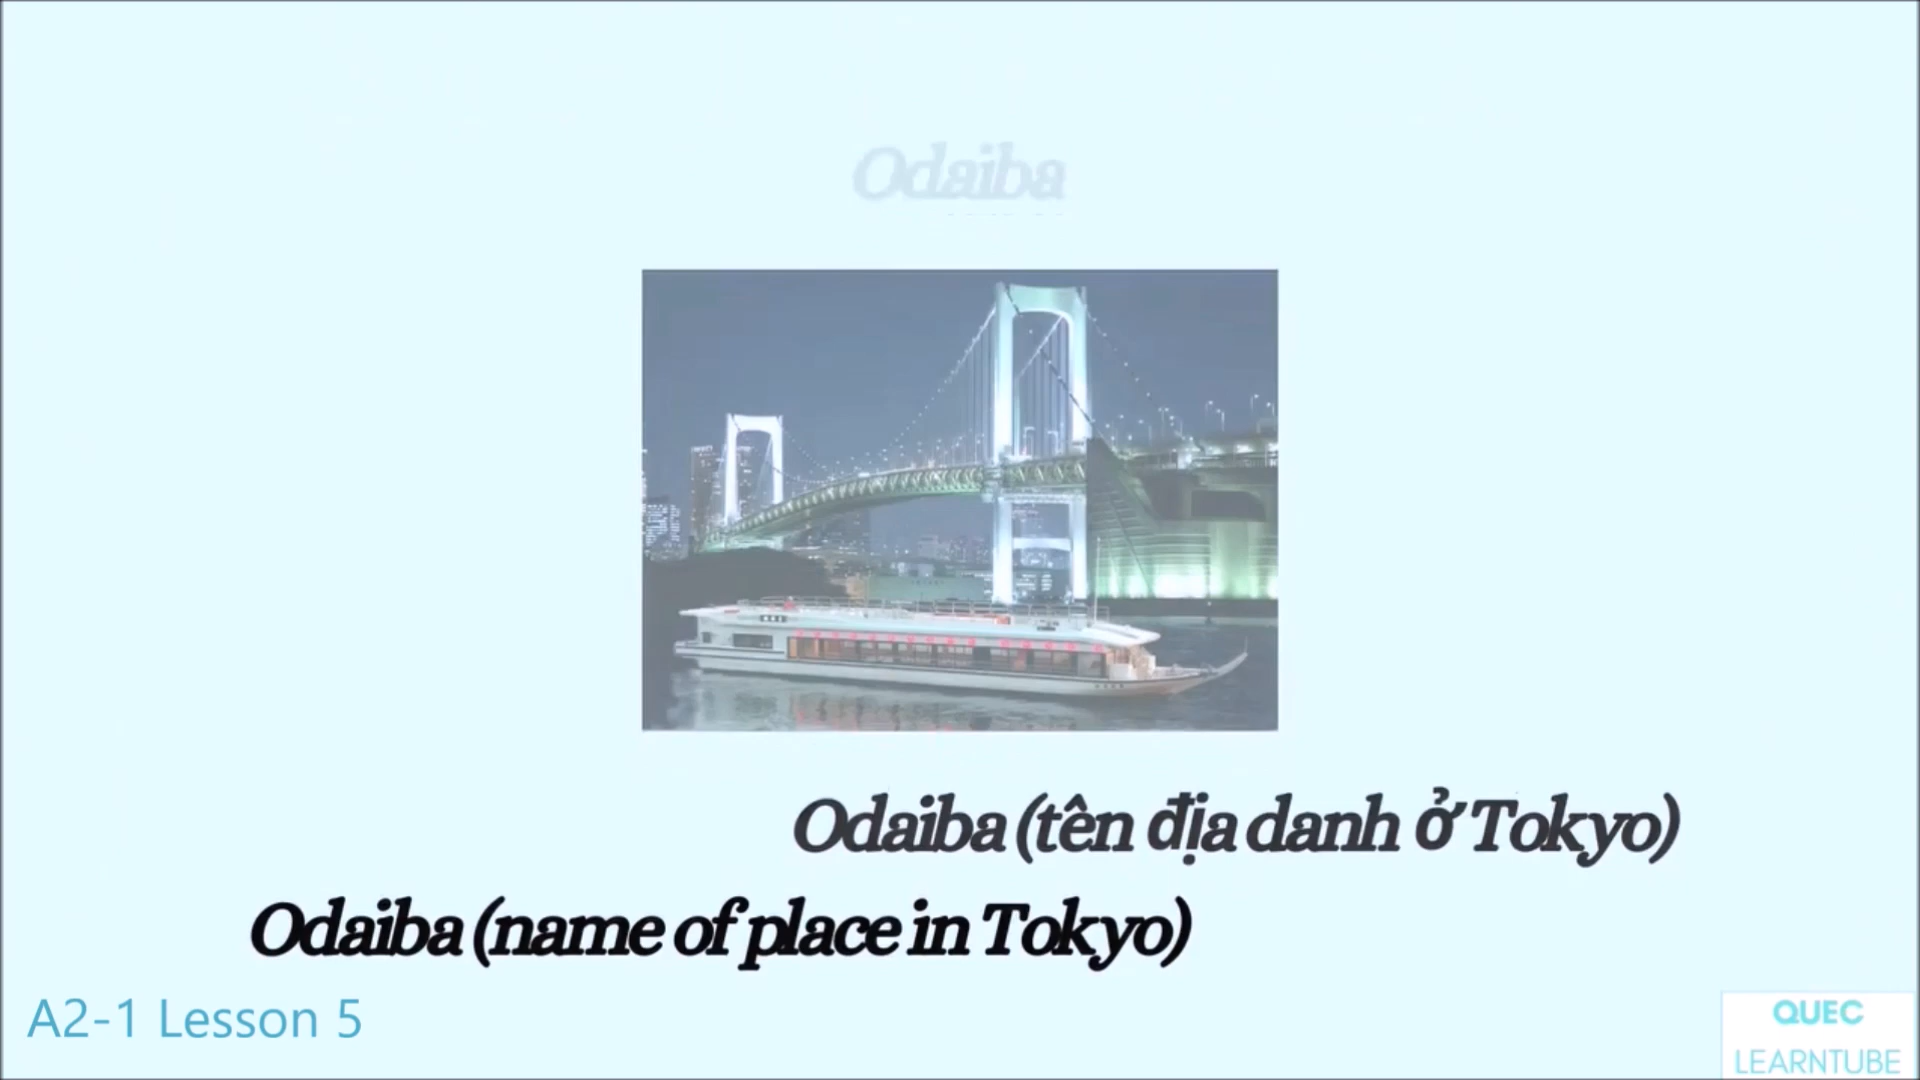 Odaiba
Odaiba (tên địa danh ở Tokyo)
Odaiba (name of place in Tokyo)
A2-1 Lesson 5
QUEC
LEARNTUBE